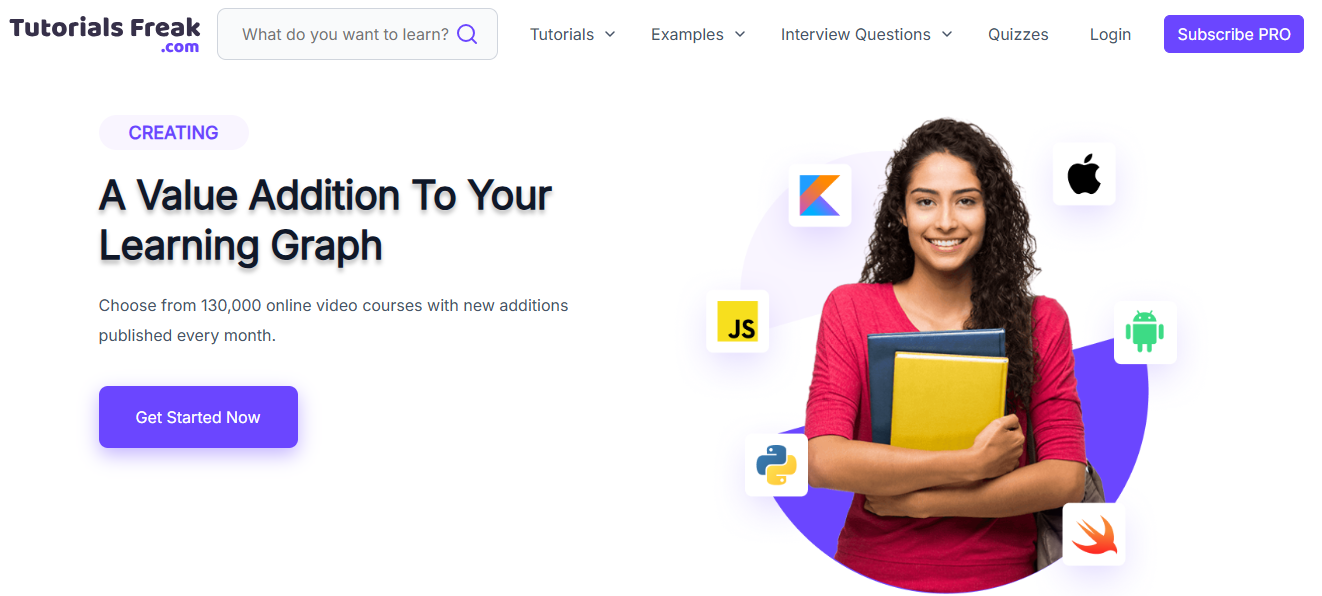 Tutorials Freak
.com
What do you want to learn?
Tutorials
Examples
Interview Questions
Quizzes
Login
Subscribe PRO
CREATING
A Value Addition To Your
Learning Graph
Choose from 130,000 online video courses with new additions
published every month.
Get Started Now
JS